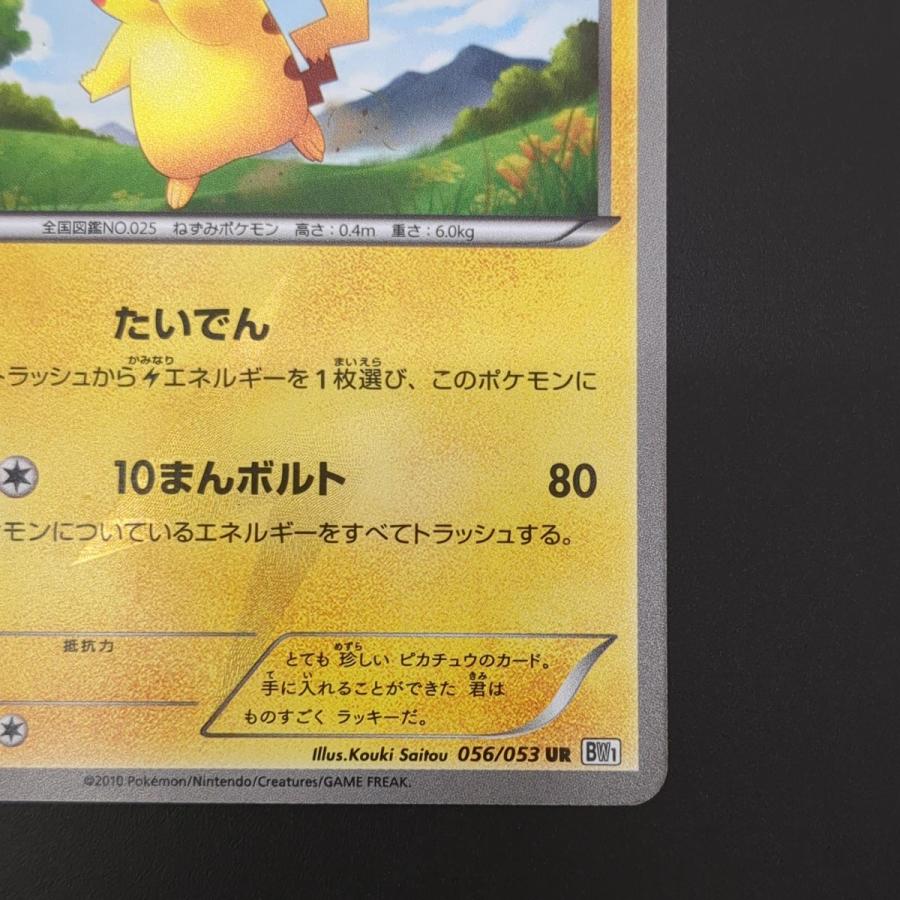 全国図鑑NO.025 ねずみポケモン 高さ：0.4m 重さ：6.0kg
たいでん
かみなり まいえら
ラッシュからエネルギーを1枚選び、このポケモンに
10まんボルト 80
モンについているエネルギーをすべてトラッシュする。
抵抗力
めずら
とても 珍しい ピカチュウのカード。
て い きみ
手に入れることができた 君は
ものすごく ラッキーだ。
Illus.Kouki Saitou 056/053 UR BW1
©2010 Pokémon/Nintendo/Creatures/GAME FREAK.